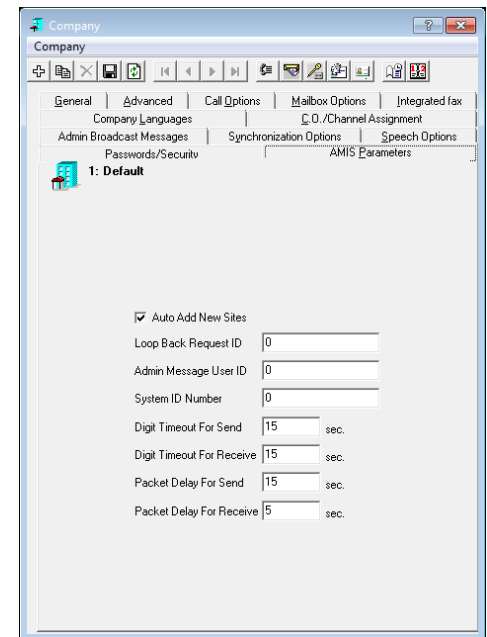 Company
Company
General Advanced Call Options Mailbox Options Integrated fax
Company Languages C.O./Channel Assignment
Admin Broadcast Messages Synchronization Options Speech Options
Passwords/Security AMIS Parameters
1: Default
Auto Add New Sites
Loop Back Request ID 0
Admin Message User ID 0
System ID Number 0
Digit Timeout For Send 15 sec.
Digit Timeout For Receive 15 sec.
Packet Delay For Send 15 sec.
Packet Delay For Receive 5 sec.